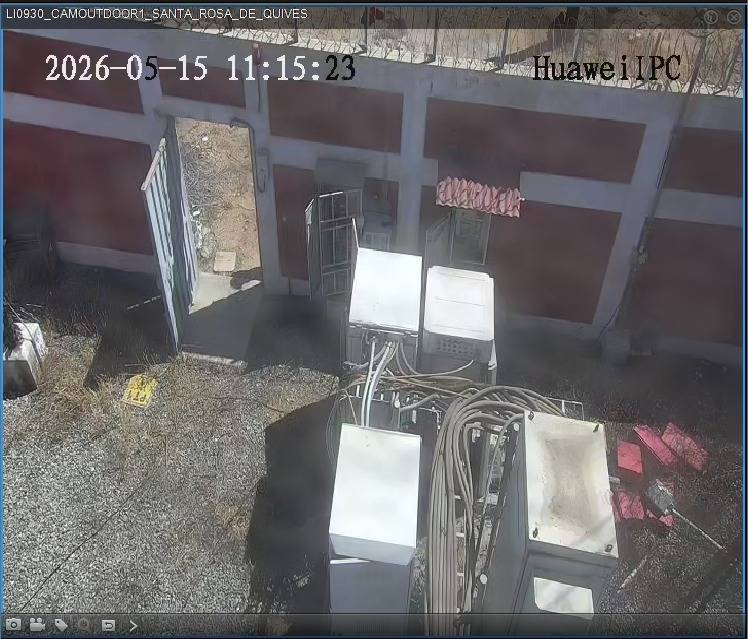 LI0930_CAMOUTDOOR1_SANTA_ROSA_DE_QUIVES
2026-05-15 11:15:23
HuaweiIPC